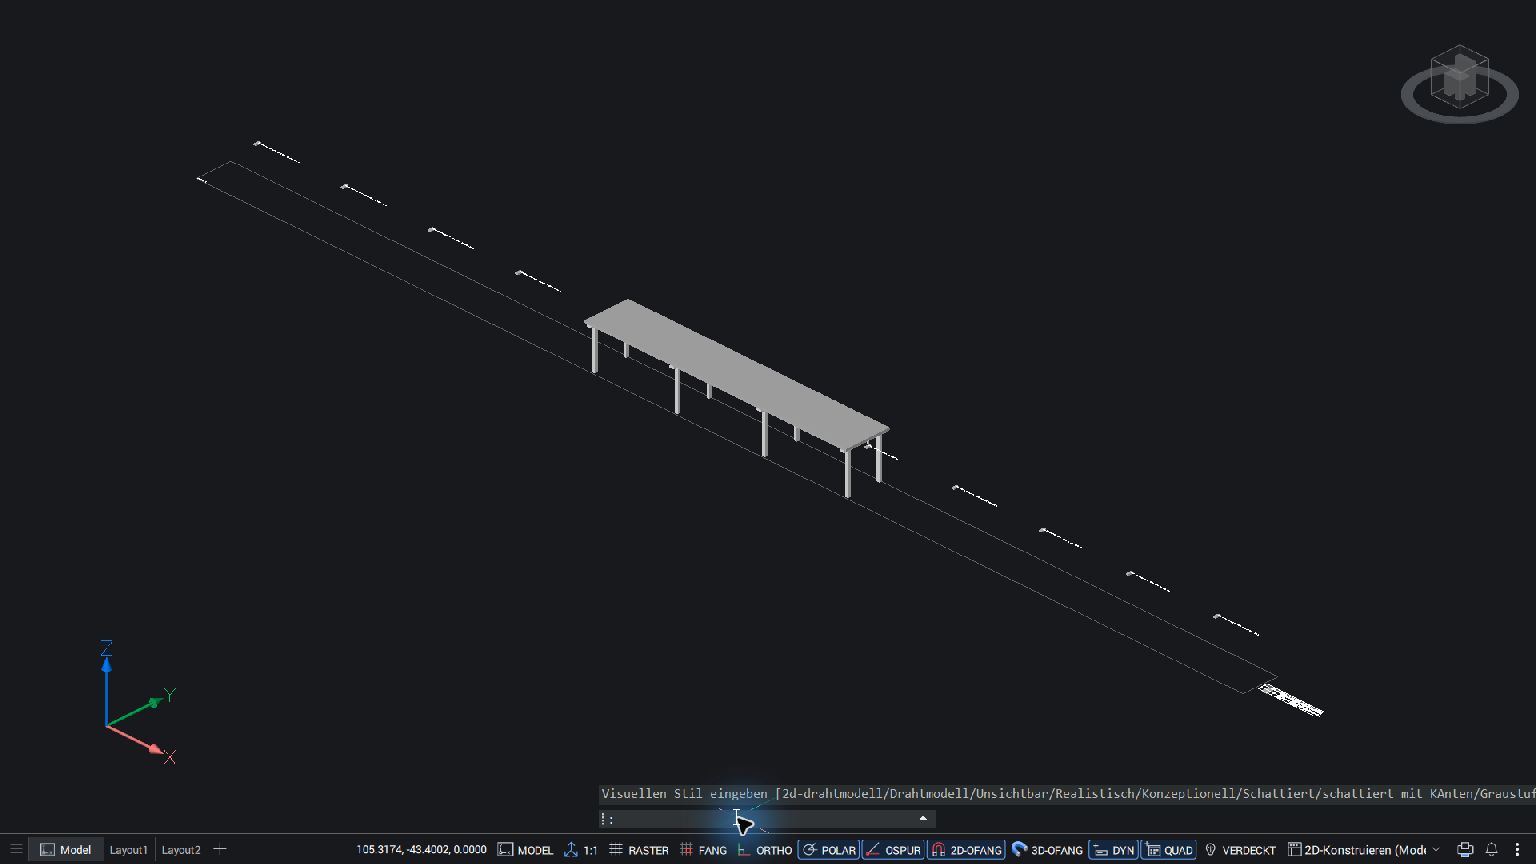 Z
Y
X
Visuellen Stil eingeben [2d-drahtmodell/Drahtmodell/Unsichtbar/Realistisch/Konzeptionell/Schattiert/schattiert mit KAnten/Graustuf
:
Model Layout1 Layout2 + 105.3174, -43.4002, 0.0000 MODEL 1:1 RASTER FANG ORTHO POLAR OSPUR 2D-OFANG 3D-OFANG DYN QUAD VERDECKT 2D-Konstruieren (Mode